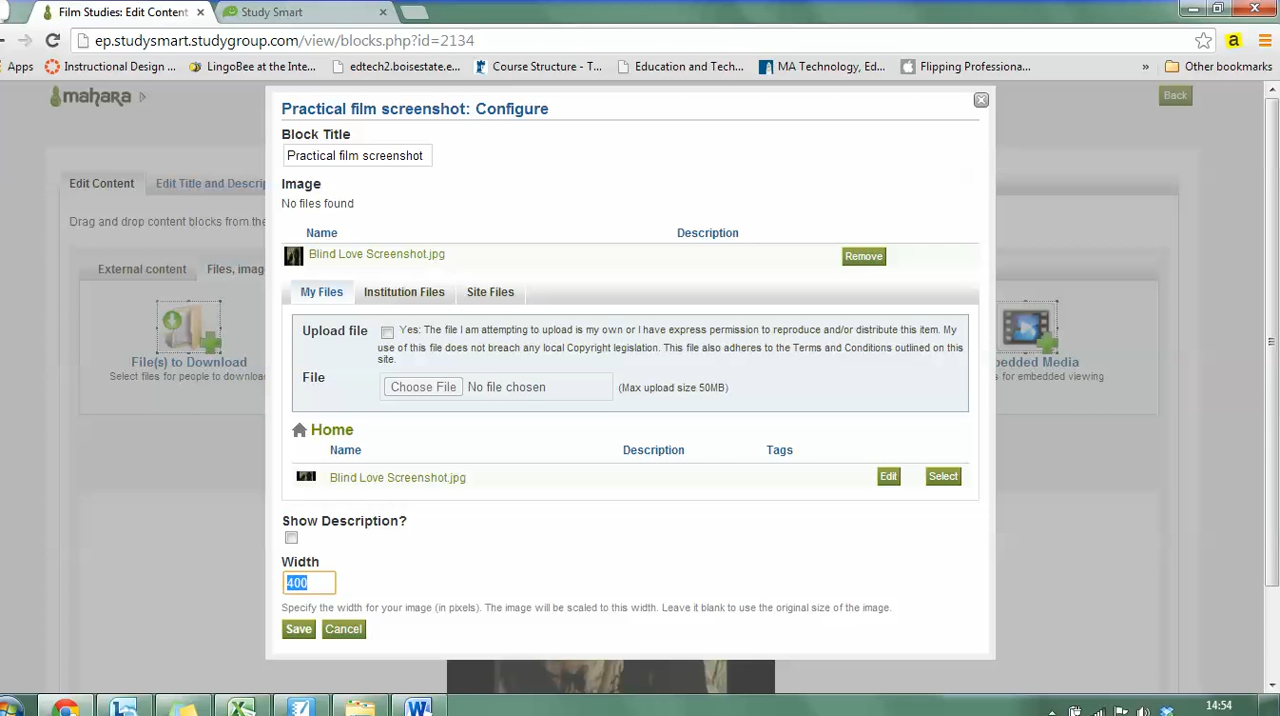 Film Studies: Edit Content
Study Smart
ep.studysmart.studygroup.com/view/blocks.php?id=2134
Apps
Instructional Design ...
LingoBee at the Inte...
edtech2.boisestate.e...
Course Structure - T...
Education and Tech...
MA Technology, Ed...
Flipping Professiona...
»
Other bookmarks
mahara
Back
Practical film screenshot: Configure
Block Title
Practical film screenshot
Image
No files found
Name Description
Blind Love Screenshot.jpg
Remove
Edit Content
Edit Title and Descrip
Drag and drop content blocks from the
External content
Files, imag
File(s) to Download
Select files for people to downloa
bedded Media
s for embedded viewing
My Files Institution Files Site Files
Upload file
Yes: The file I am attempting to upload is my own or I have express permission to reproduce and/or distribute this item. My
use of this file does not breach any local Copyright legislation. This file also adheres to the Terms and Conditions outlined on this
site.
File
Choose File No file chosen (Max upload size 50MB)
Home
Name Description Tags
Blind Love Screenshot.jpg
Edit Select
Show Description?
Width
400
Specify the width for your image (in pixels). The image will be scaled to this width. Leave it blank to use the original size of the image.
Save Cancel
14:54